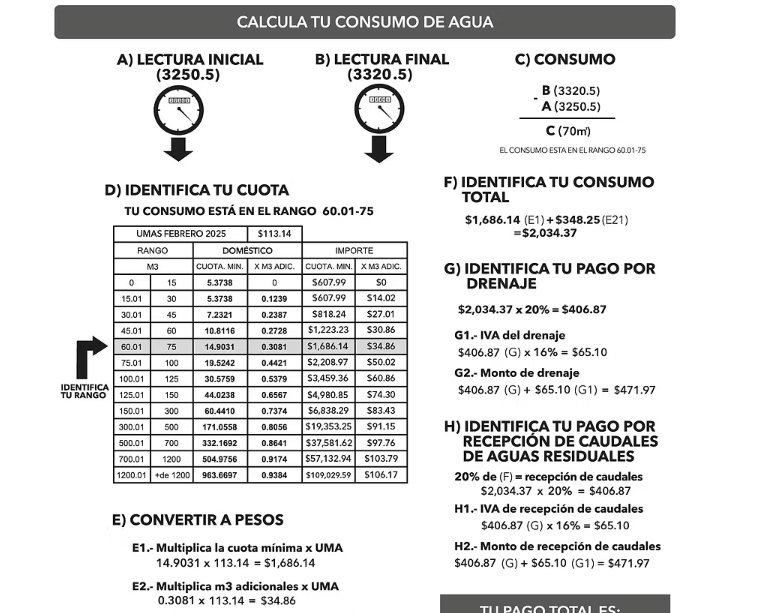 CALCULA TU CONSUMO DE AGUA
A) LECTURA INICIAL
(3250.5)
B) LECTURA FINAL
(3320.5)
C) CONSUMO
B (3320.5)
- A (3250.5)
C (70㎥)
EL CONSUMO ESTA EN EL RANGO 60.01-75
D) IDENTIFICA TU CUOTA
TU CONSUMO ESTÁ EN EL RANGO 60.01-75
UMAS FEBRERO 2025 $113.14
RANGO DOMÉSTICO IMPORTE
M3 CUOTA. MIN. X M3 ADIC. CUOTA. MIN. X M3 ADIC.
0 15 5.3738 0 $607.99 $0
15.01 30 5.3738 0.1239 $607.99 $14.02
30.01 45 7.2321 0.2387 $818.24 $27.01
45.01 60 10.8116 0.2728 $1,223.23 $30.86
60.01 75 14.9031 0.3081 $1,686.14 $34.86
75.01 100 19.5242 0.4421 $2,208.97 $50.02
100.01 125 30.5759 0.5379 $3,459.36 $60.86
125.01 150 44.0238 0.6567 $4,980.85 $74.30
150.01 300 60.4410 0.7374 $6,838.29 $83.43
300.01 500 171.0558 0.8056 $19,353.25 $91.15
500.01 700 332.1692 0.8641 $37,581.62 $97.76
700.01 1200 504.9756 0.9174 $57,132.94 $103.79
1200.01 +de 1200 963.6697 0.9384 $109,029.59 $106.17
IDENTIFICA
TU RANGO
E) CONVERTIR A PESOS
E1.- Multiplica la cuota mínima x UMA
14.9031 x 113.14 = $1,686.14
E2.- Multiplica m3 adicionales x UMA
0.3081 x 113.14 = $34.86
F) IDENTIFICA TU CONSUMO
TOTAL
$1,686.14 (E1) + $348.25 (E21)
=$2,034.37
G) IDENTIFICA TU PAGO POR
DRENAJE
$2,034.37 x 20% = $406.87
G1.- IVA del drenaje
$406.87 (G) x 16% = $65.10
G2.- Monto de drenaje
$406.87 (G) + $65.10 (G1) = $471.97
H) IDENTIFICA TU PAGO POR
RECEPCIÓN DE CAUDALES
DE AGUAS RESIDUALES
20% de (F) = recepción de caudales
$2,034.37 x 20% = $406.87
H1.- IVA de recepción de caudales
$406.87 (G) x 16% = $65.10
H2.- Monto de recepción de caudales
$406.87 (G) + $65.10 (G1) = $471.97
TU PAGO TOTAL ES: